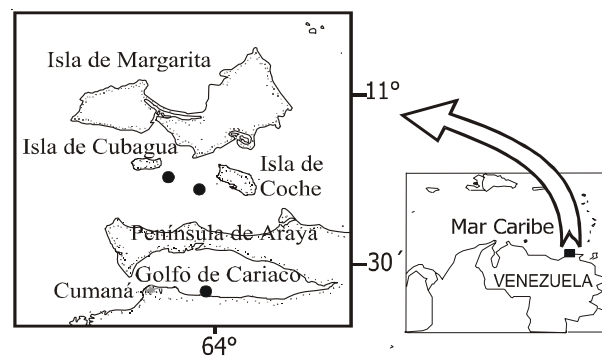 Isla de Margarita
11°
Isla de Cubagua
Isla de
Coche
Mar Caribe
Península de Araya
30´
Golfo de Cariaco
VENEZUELA
Cumaná
64°